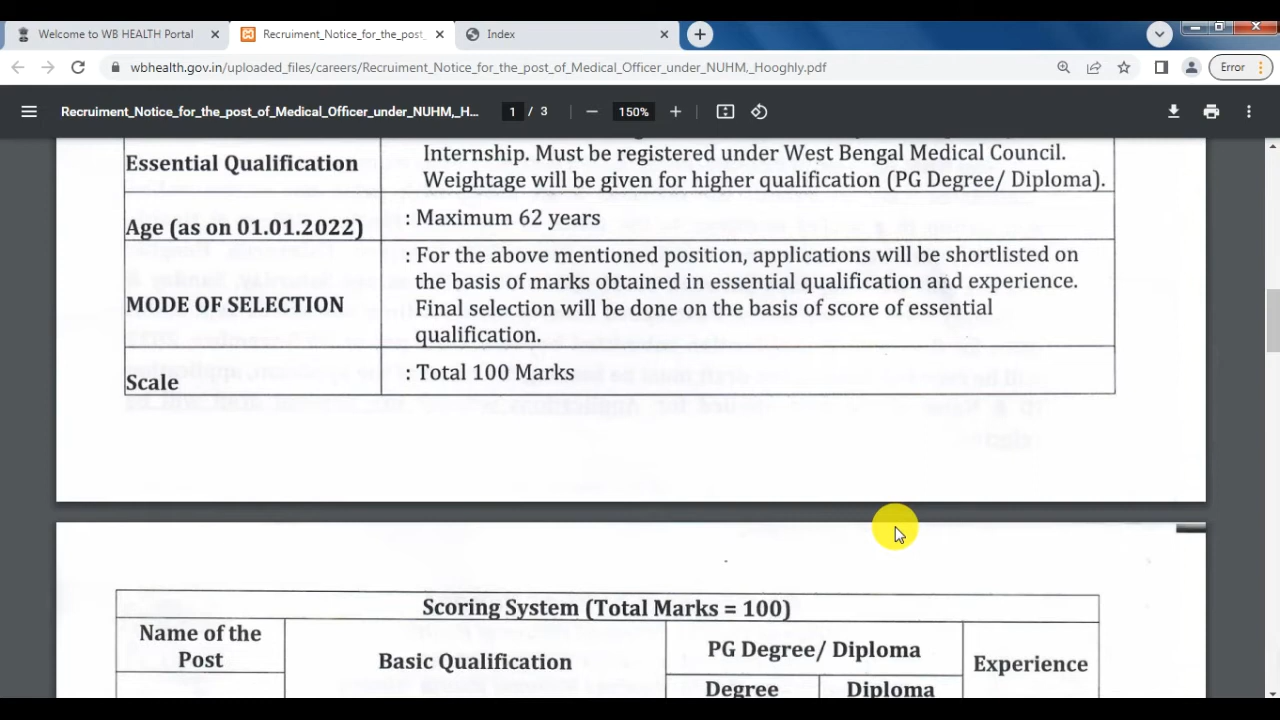 Welcome to WB HEALTH Portal
Recruiment_Notice_for_the_post_
Index
wbhealth.gov.in/uploaded_files/careers/Recruiment_Notice_for_the_post_of_Medical_Officer_under_NUHM,_Hooghly.pdf
Error
Recruiment_Notice_for_the_post_of_Medical_Officer_under_NUHM,_H...
1 / 3
150%
Essential Qualification
Internship. Must be registered under West Bengal Medical Council.
Weightage will be given for higher qualification (PG Degree/ Diploma).
Age (as on 01.01.2022)
: Maximum 62 years
MODE OF SELECTION
: For the above mentioned position, applications will be shortlisted on
the basis of marks obtained in essential qualification and experience.
Final selection will be done on the basis of score of essential
qualification.
Scale
: Total 100 Marks
Scoring System (Total Marks = 100)
Name of the
Post
Basic Qualification
PG Degree/ Diploma
Experience
Degree
Diploma